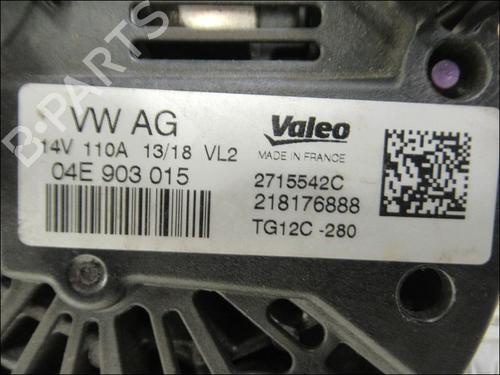 B-PARTS
VW AG
14V 110A 13/18 VL2
04E 903 015
Valeo
MADE IN FRANCE
2715542C
218176888
TG12C -280